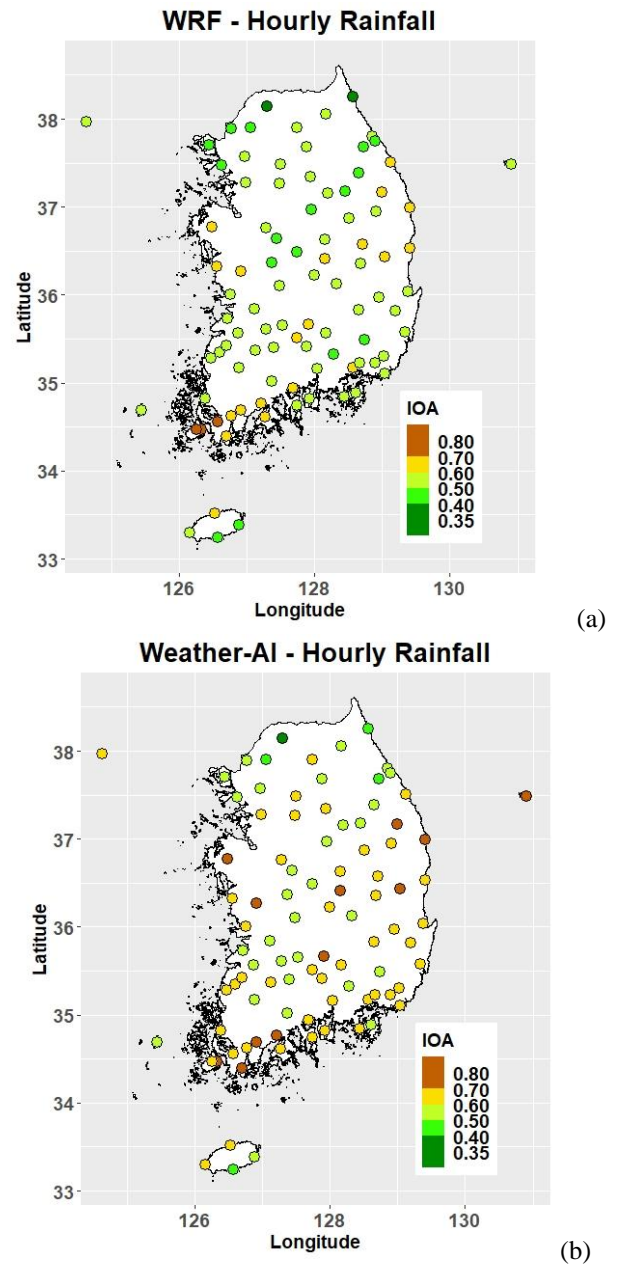 WRF - Hourly Rainfall
38
37
36
35
34
33
Latitude
IOA
0.80
0.70
0.60
0.50
0.40
0.35
126 128 130
Longitude
(a)
Weather-AI - Hourly Rainfall
38
37
36
35
34
33
Latitude
IOA
0.80
0.70
0.60
0.50
0.40
0.35
126 128 130
Longitude
(b)